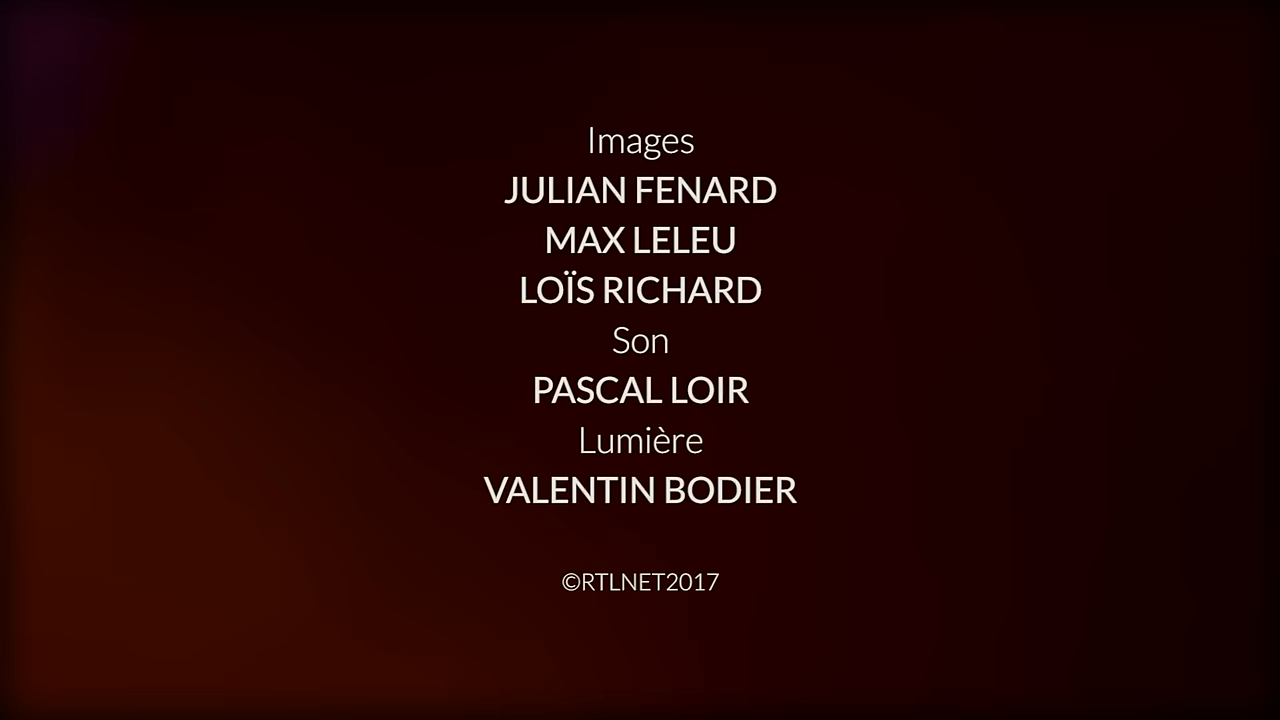 Images
JULIAN FENARD
MAX LELEU
LOÏS RICHARD
Son
PASCAL LOIR
Lumière
VALENTIN BODIER
©RTLNET2017